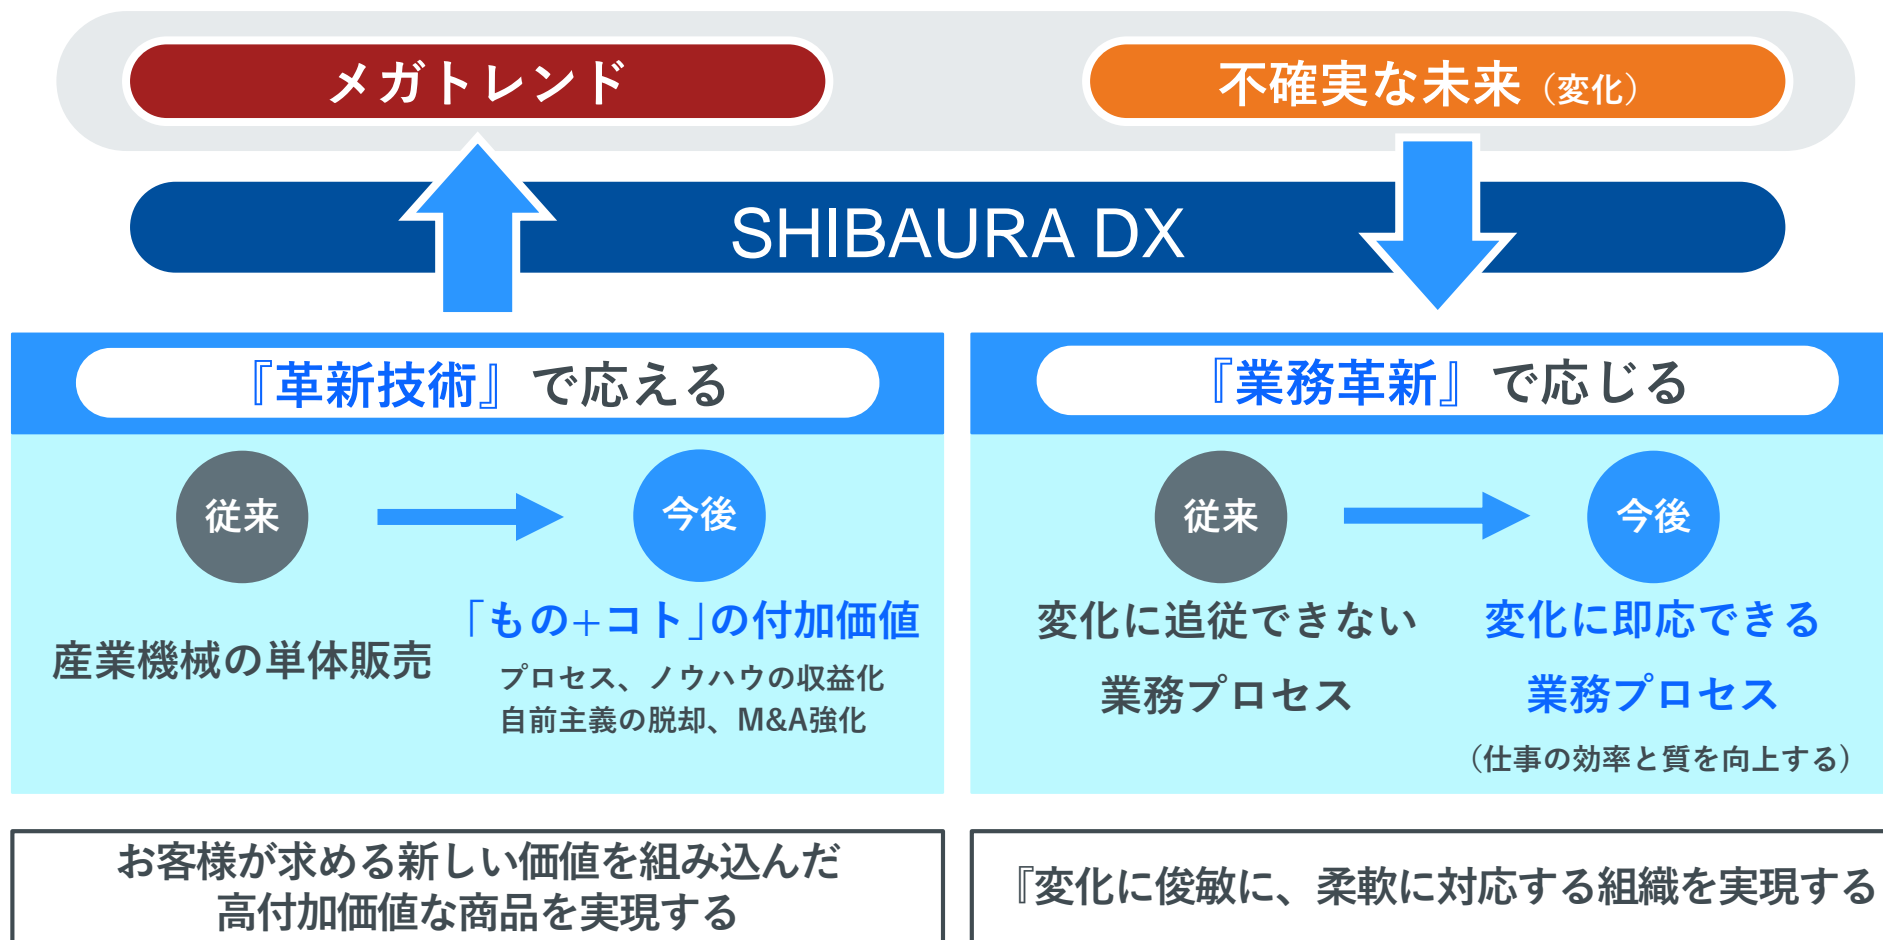 メガトレンド
不確実な未来（変化）
SHIBAURA DX
『革新技術』で応える
従来
今後
産業機械の単体販売
「もの+コト」の付加価値
プロセス、ノウハウの収益化
自前主義の脱却、M&A強化
お客様が求める新しい価値を組み込んだ
高付加価値な商品を実現する
『業務革新』で応じる
従来
今後
変化に追従できない
業務プロセス
変化に即応できる
業務プロセス
（仕事の効率と質を向上する）
『変化に俊敏に、柔軟に対応する組織を実現する